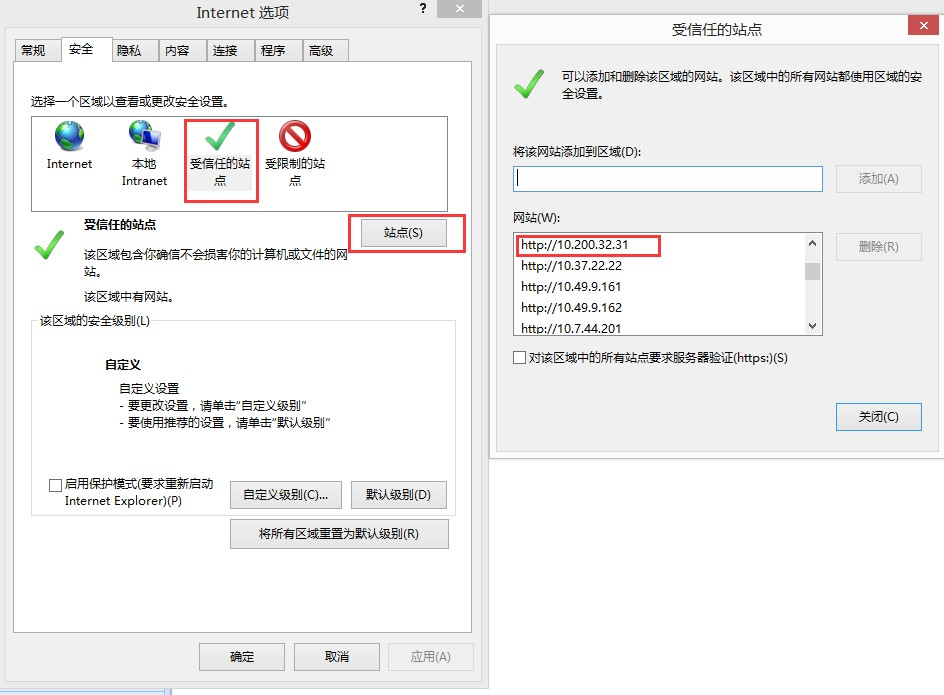 Internet 选项
?
常规
安全
隐私
内容
连接
程序
高级
选择一个区域以查看或更改安全设置。
Internet
本地
Intranet
受信任的站
点
受限制的站
点
受信任的站点
站点(S)
该区域包含你确信不会损害你的计算机或文件的网
站。
该区域中有网站。
该区域的安全级别(L)
自定义
自定义设置
- 要更改设置，请单击"自定义级别"
- 要使用推荐的设置，请单击"默认级别"
启用保护模式(要求重新启动
Internet Explorer)(P)
自定义级别(C)...
默认级别(D)
将所有区域重置为默认级别(R)
确定
取消
应用(A)
受信任的站点
可以添加和删除该区域的网站。该区域中的所有网站都使用区域的安
全设置。
将该网站添加到区域(D):
添加(A)
网站(W):
http://10.200.32.31
http://10.37.22.22
http://10.49.9.161
http://10.49.9.162
http://10.7.44.201
删除(R)
对该区域中的所有站点要求服务器验证(https:)(S)
关闭(C)